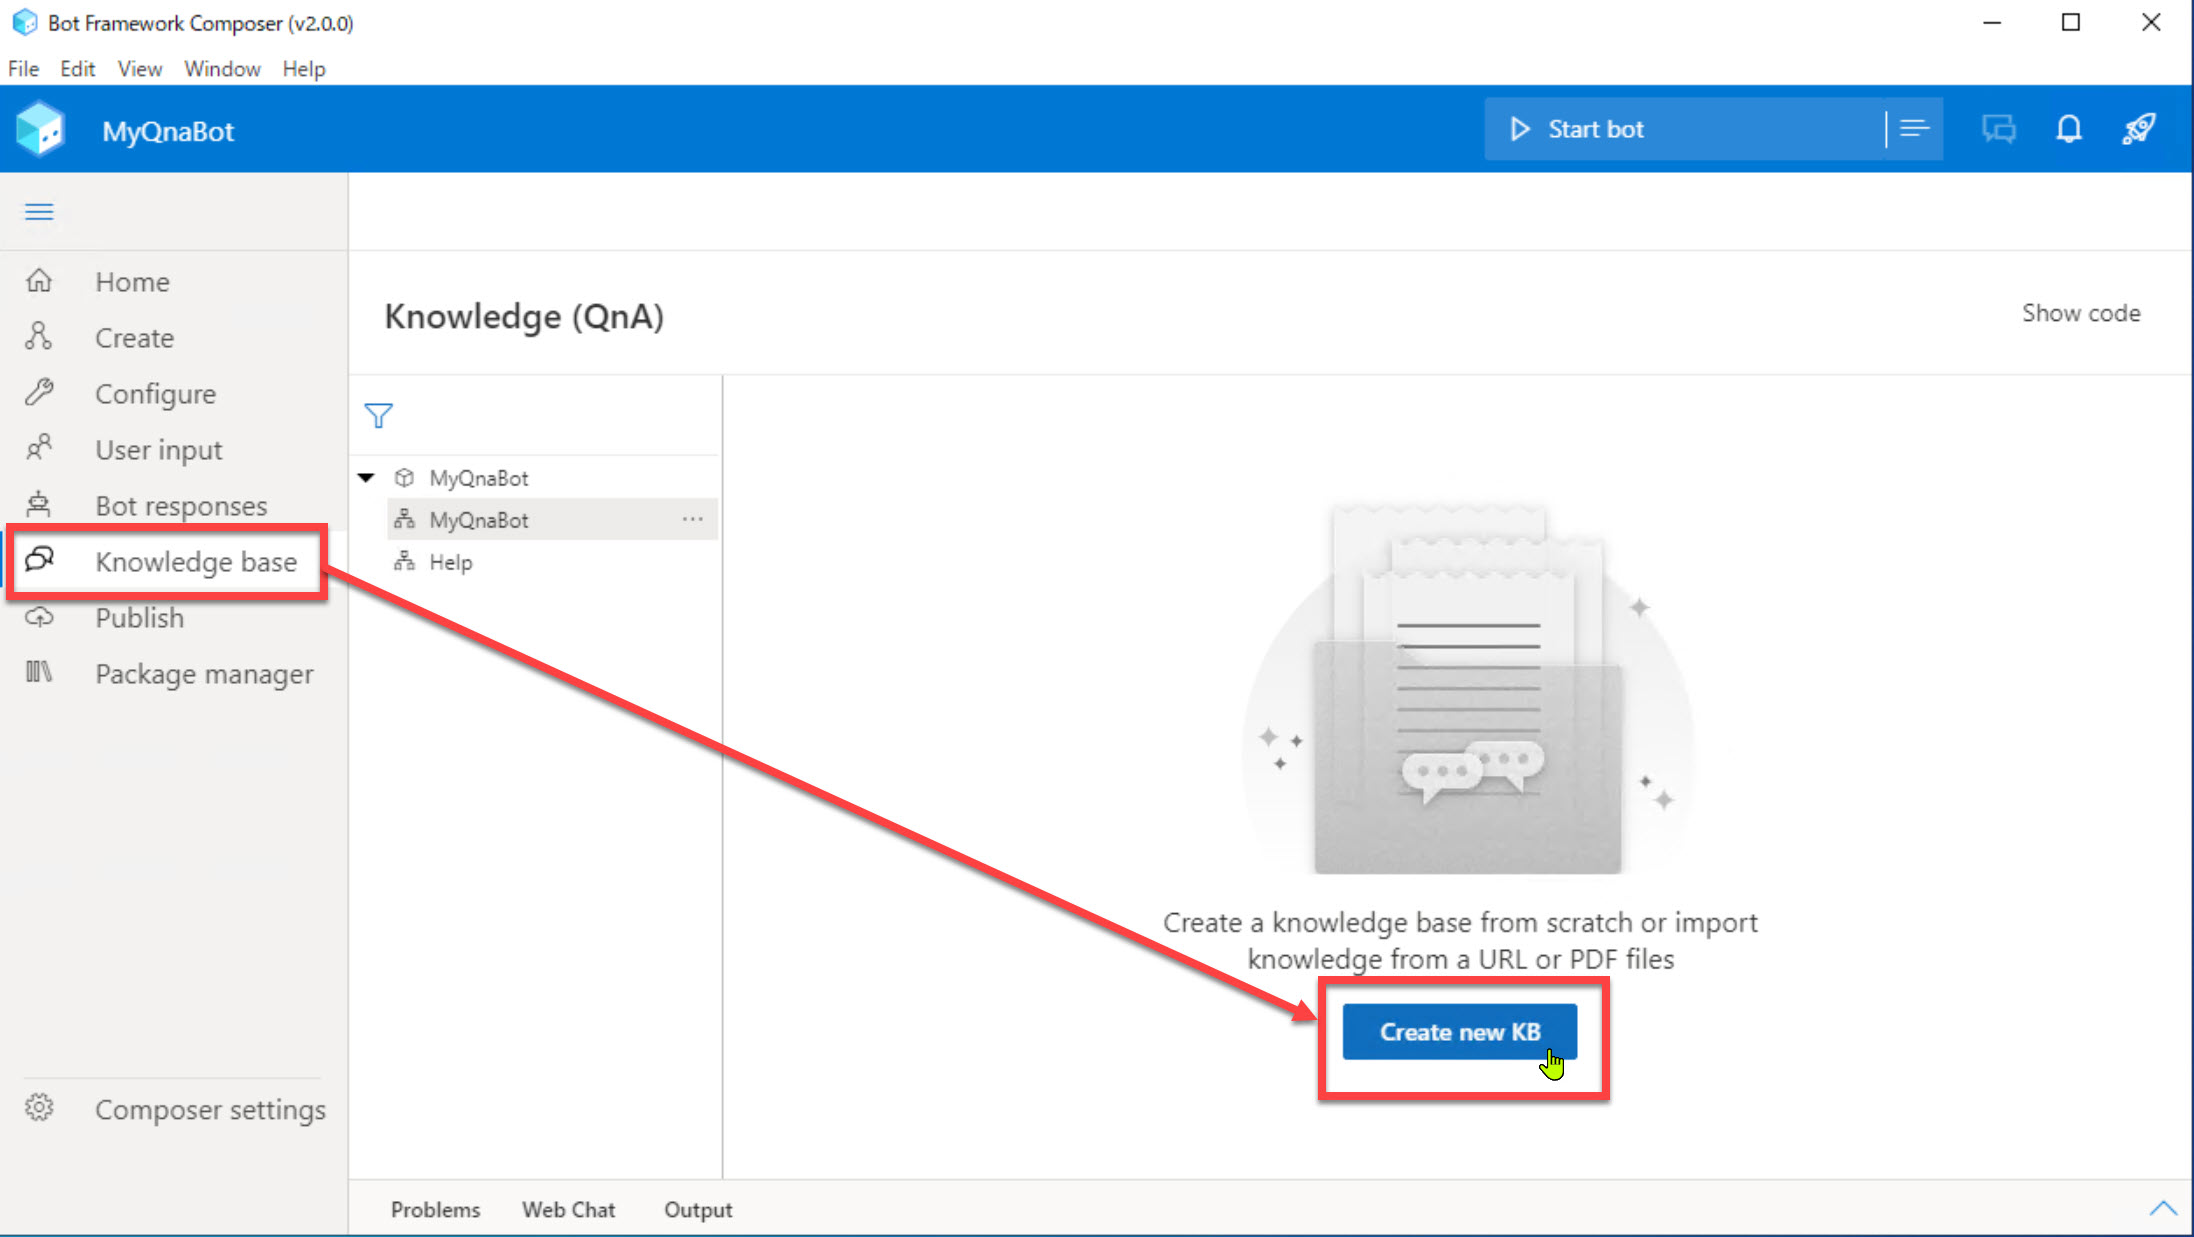 Bot Framework Composer (v2.0.0)
File Edit View Window Help
MyQnaBot
Start bot
Home
Create
Configure
User input
Bot responses
Knowledge base
Publish
Package manager
Composer settings
Knowledge (QnA)
Show code
MyQnaBot
MyQnaBot
Help
Create a knowledge base from scratch or import
knowledge from a URL or PDF files
Create new KB
Problems Web Chat Output